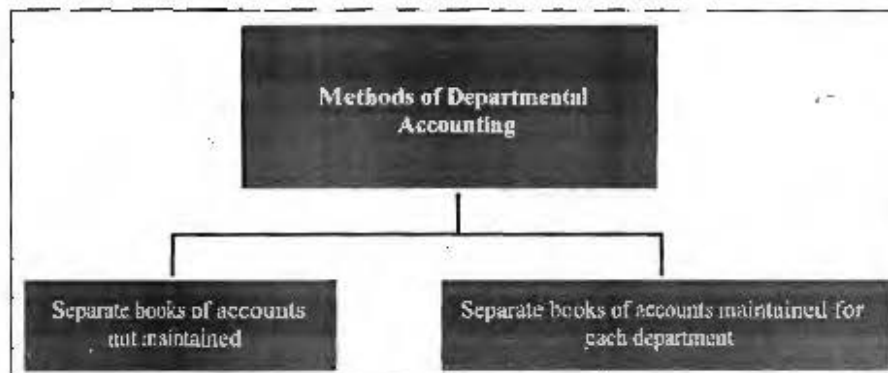 Methods of Departmental
Accounting
Separate books of accounts
not maintained
Separate books of accounts maintained for
each department